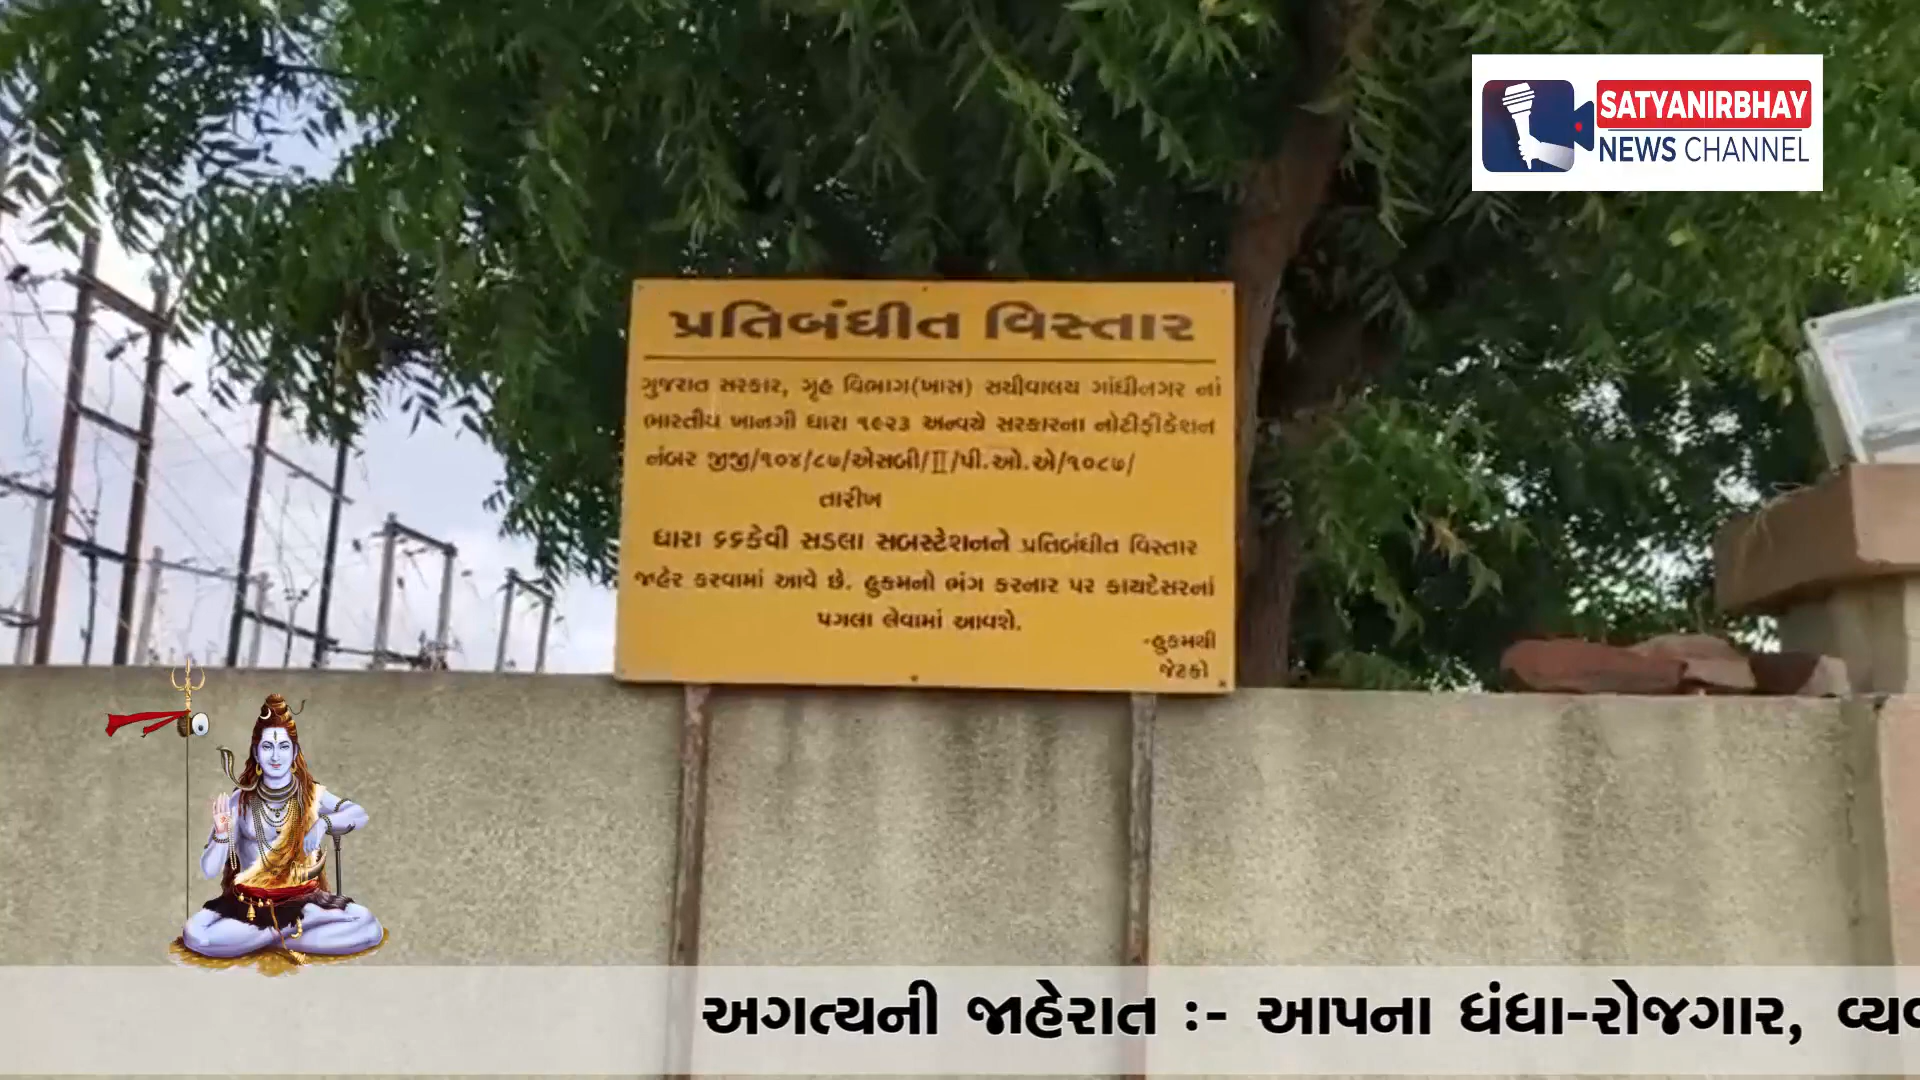 SATYANIRBHAY
NEWS CHANNEL
પ્રતિબંધીત વિસ્તાર
ગુજરાત સરકાર, ગૃહ વિભાગ(ખાસ) સચીવાલય ગાંધીનગર નાં
ભારતીય ખાનગી ધારા ૧૯૨૩ અન્વયે સરકારના નોટીફીકેશન
નંબર જીજી/૧૦૪/૮૭/એસબી/II/પી.ઓ.એ/૧૦૮૭/
તારીખ
ધારા ૬૬કેવી સડલા સબસ્ટેશનને પ્રતિબંધીત વિસ્તાર
જાહેર કરવામાં આવે છે. હુકમનો ભંગ કરનાર પર કાયદેસરનાં
પગલા લેવામાં આવશે.
-હુકમથી
જેટકો
અગત્યની જાહેરાત :- આપના ધંધા-રોજગાર,